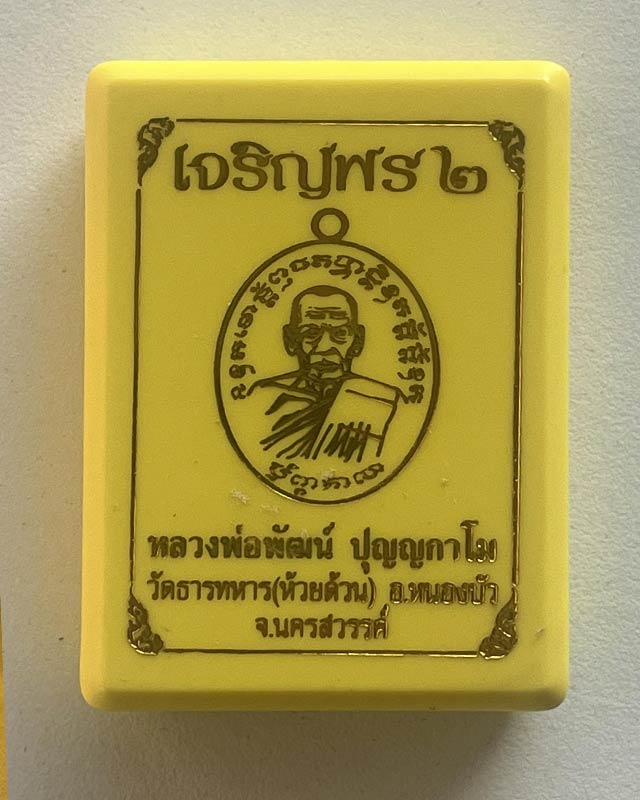 เจริญพร ๒
หลวงพ่อพัฒน์ ปุญญกาโม
วัดธารทหาร(ห้วยด้วน) อ.หนองบัว
จ.นครสวรรค์